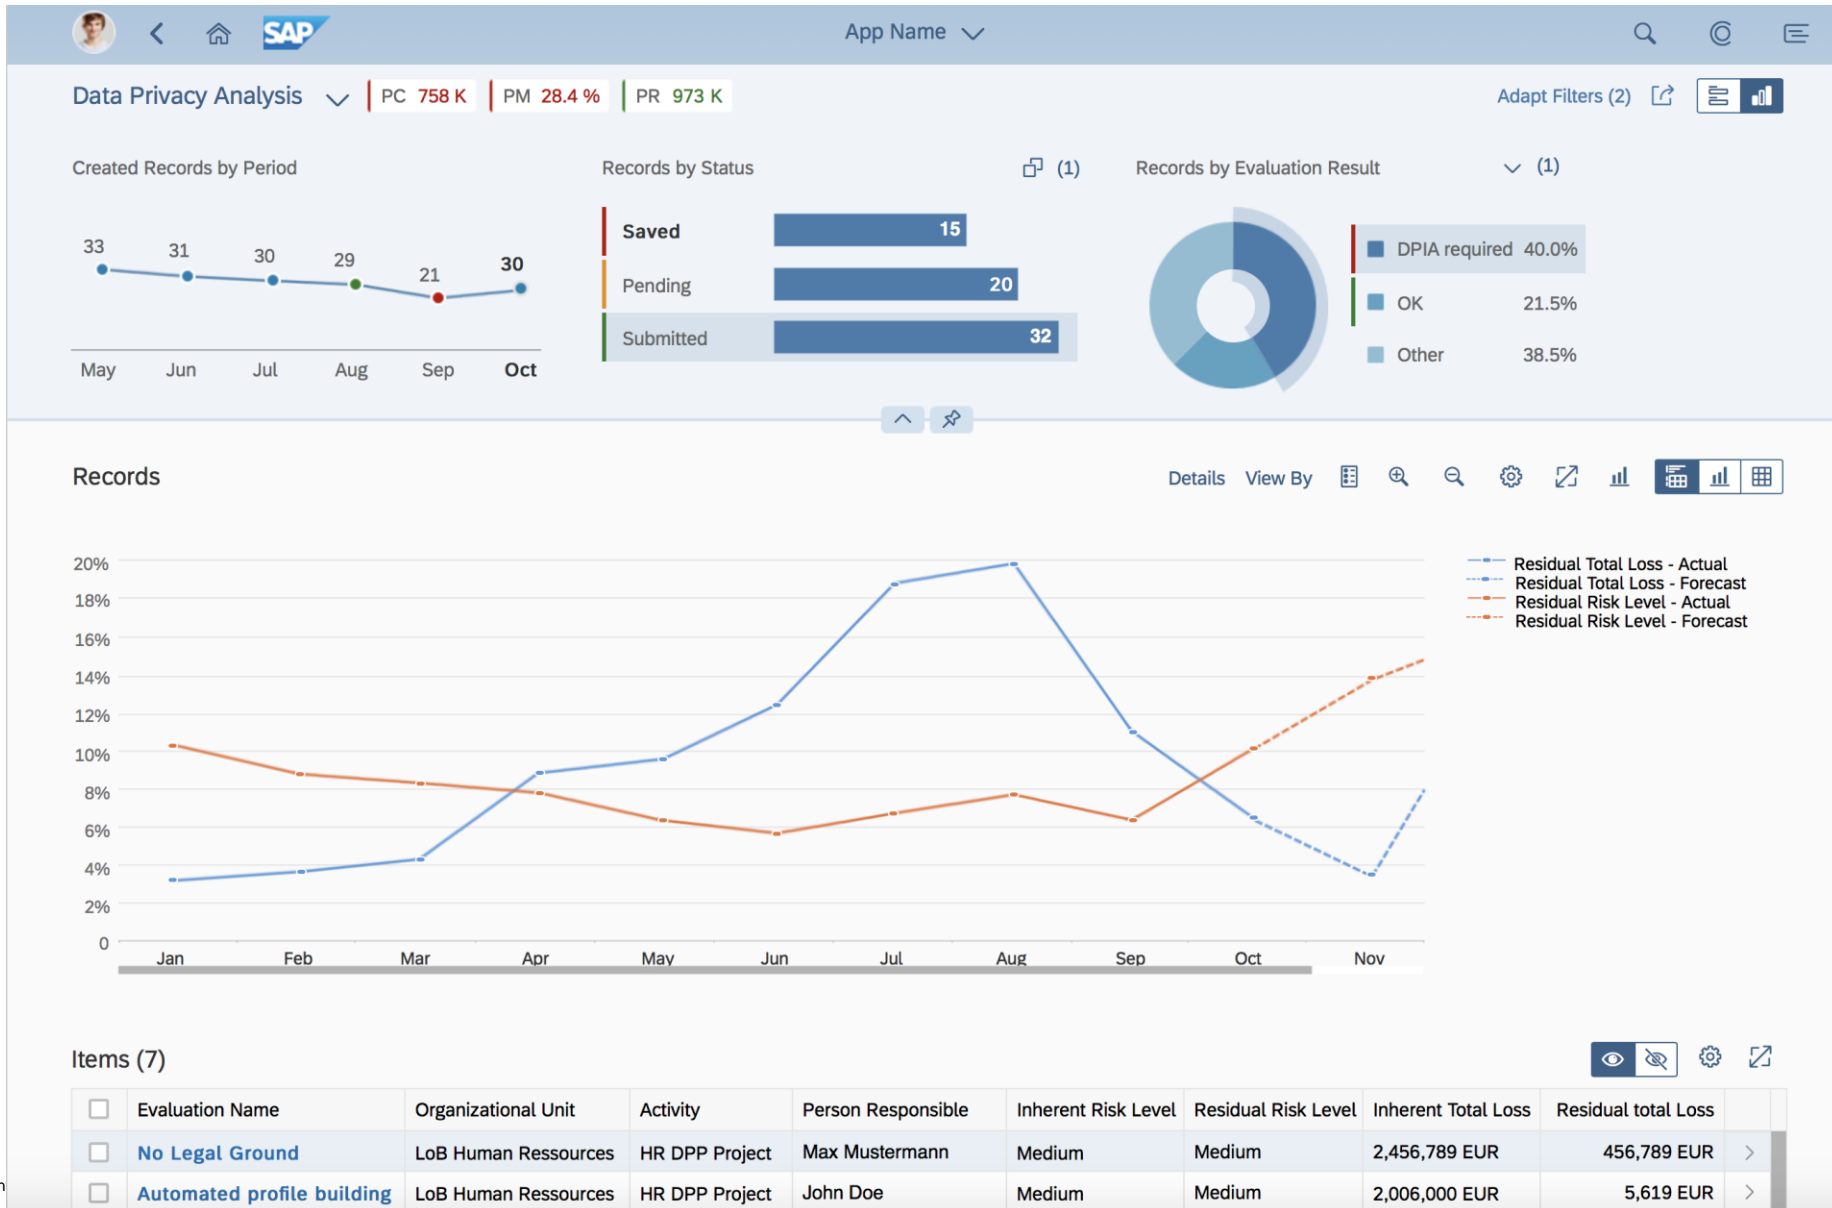 SAP
App Name
Data Privacy Analysis
PC 758 K
PM 28.4 %
PR 973 K
Adapt Filters (2)
Created Records by Period
33 31 30 29 21 30
May Jun Jul Aug Sep Oct
Records by Status
(1)
Saved 15
Pending 20
Submitted 32
Records by Evaluation Result
(1)
DPIA required 40.0%
OK 21.5%
Other 38.5%
Records
Details View By
20%
18%
16%
14%
12%
10%
8%
6%
4%
2%
0
Jan Feb Mar Apr May Jun Jul Aug Sep Oct Nov
Residual Total Loss - Actual
Residual Total Loss - Forecast
Residual Risk Level - Actual
Residual Risk Level - Forecast
Items (7)
Evaluation Name Organizational Unit Activity Person Responsible Inherent Risk Level Residual Risk Level Inherent Total Loss Residual total Loss
No Legal Ground LoB Human Ressources HR DPP Project Max Mustermann Medium Medium 2,456,789 EUR 456,789 EUR
Automated profile building LoB Human Ressources HR DPP Project John Doe Medium Medium 2,006,000 EUR 5,619 EUR